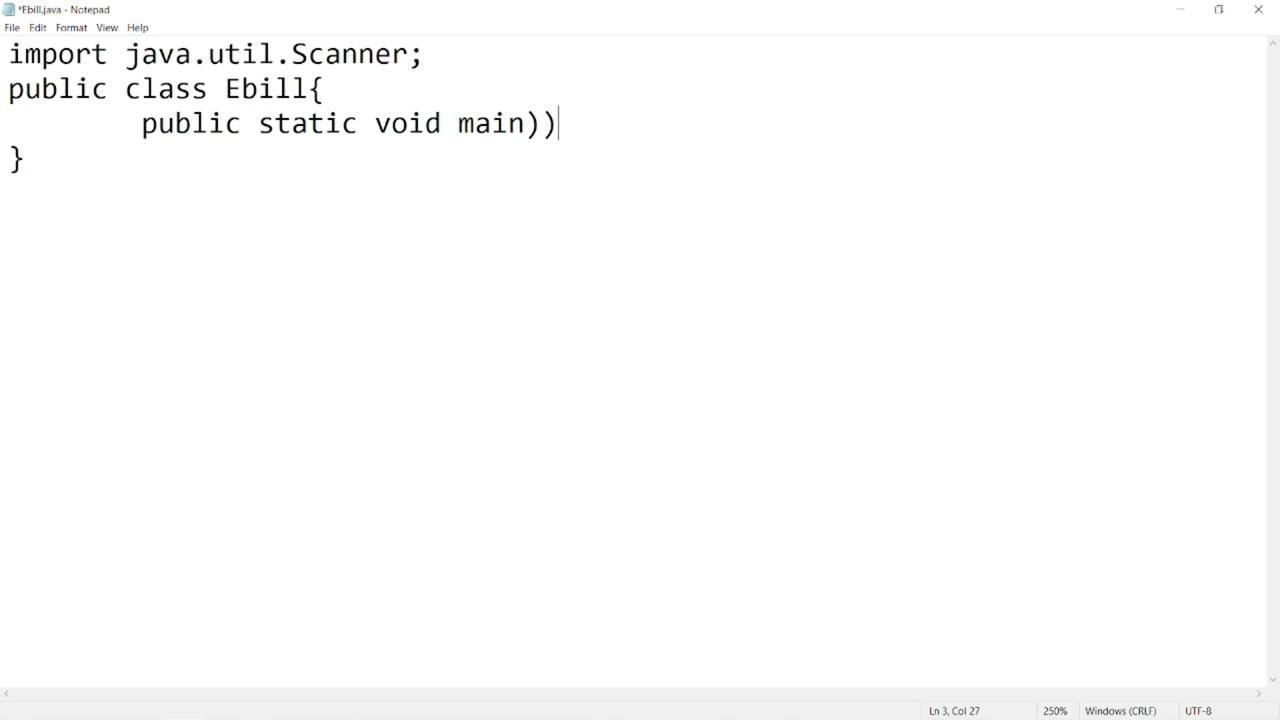 *Ebill.java - Notepad
File Edit Format View Help
import java.util.Scanner;
public class Ebill{
        public static void main))
}
Ln 3, Col 27
250%
Windows (CRLF)
UTF-8